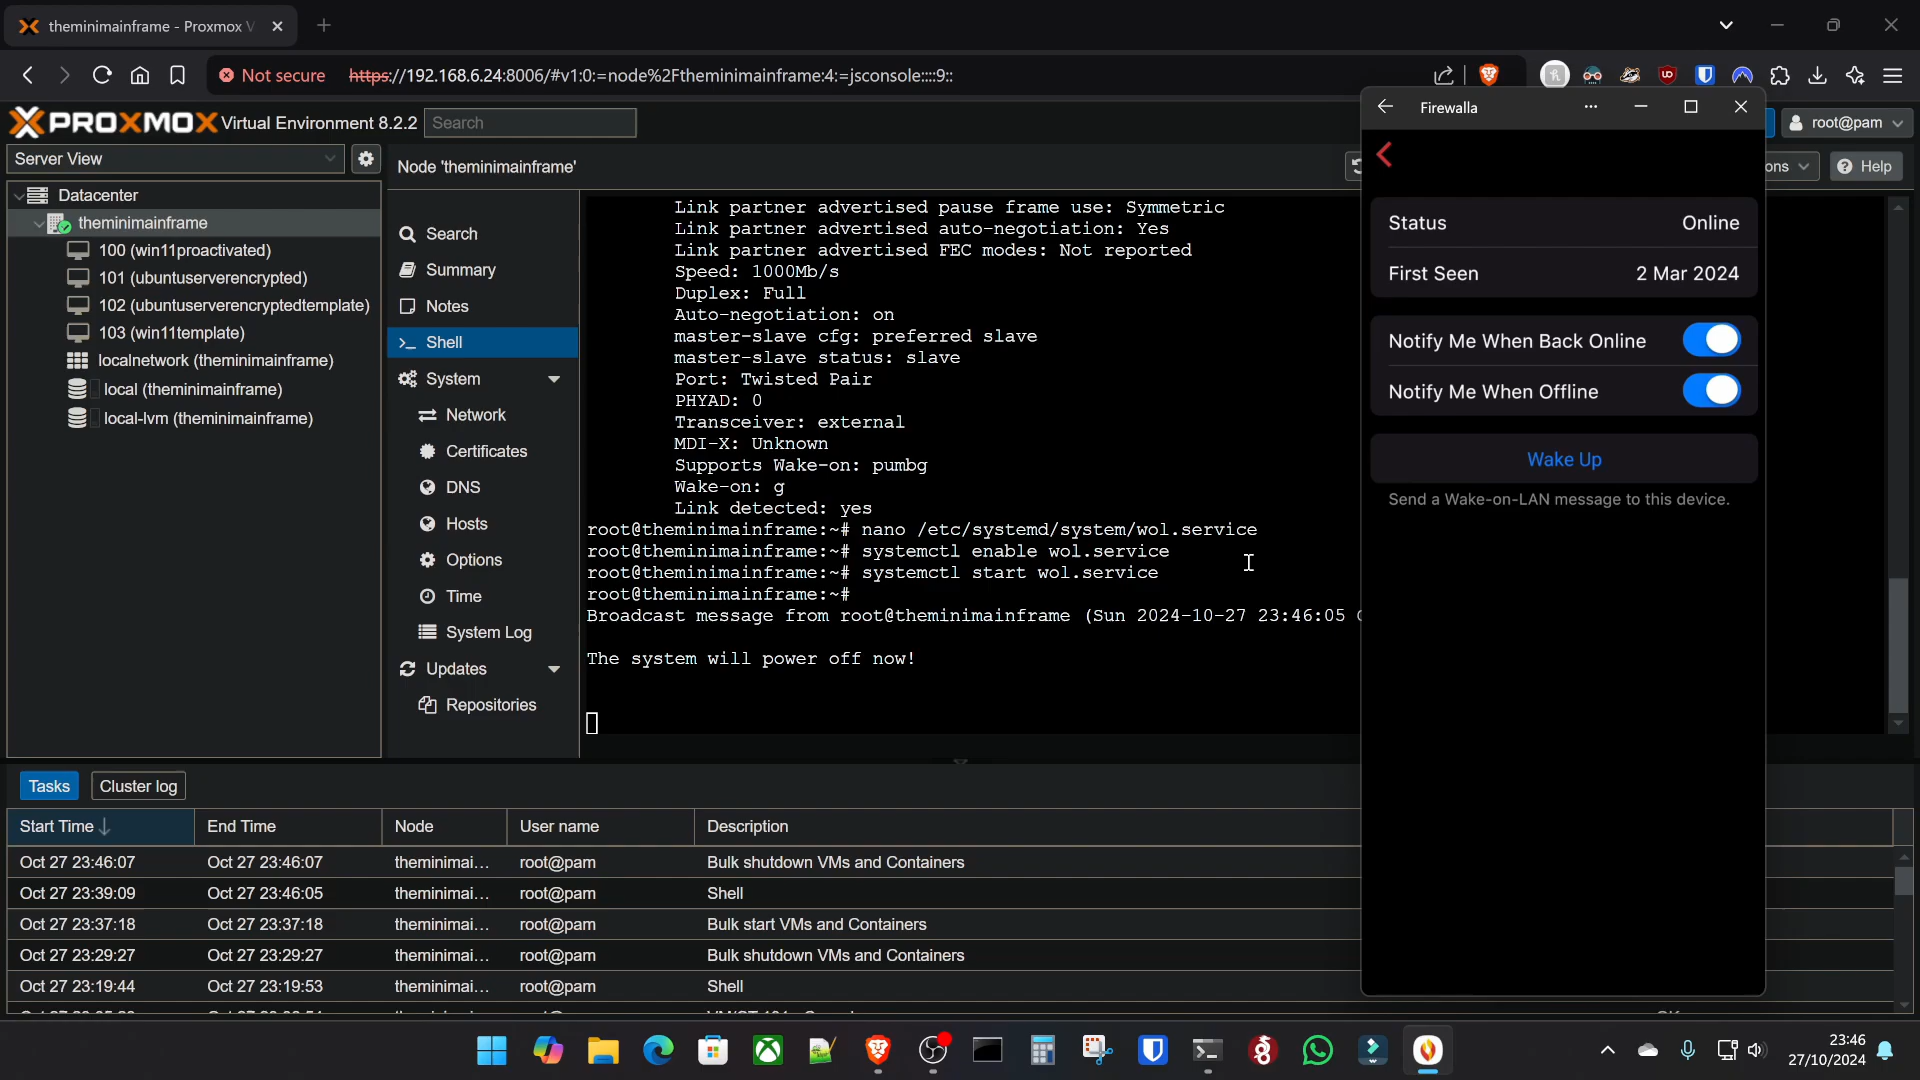 theminimainframe - Proxmox V
Not secure https://192.168.6.24:8006/#v1:0:=node%2Ftheminimainframe:4:=jsconsole::::9::
PROXMOX Virtual Environment 8.2.2 Search
root@pam
Server View
Node 'theminimainframe'
ons
Help
Datacenter
theminimainframe
100 (win11proactivated)
101 (ubuntuserverencrypted)
102 (ubuntuserverencryptedtemplate)
103 (win11template)
localnetwork (theminimainframe)
local (theminimainframe)
local-lvm (theminimainframe)
Search
Summary
Notes
Shell
System
Network
Certificates
DNS
Hosts
Options
Time
System Log
Updates
Repositories
Link partner advertised pause frame use: Symmetric
Link partner advertised auto-negotiation: Yes
Link partner advertised FEC modes: Not reported
Speed: 1000Mb/s
Duplex: Full
Auto-negotiation: on
master-slave cfg: preferred slave
master-slave status: slave
Port: Twisted Pair
PHYAD: 0
Transceiver: external
MDI-X: Unknown
Supports Wake-on: pumbg
Wake-on: g
Link detected: yes
root@theminimainframe:~# nano /etc/systemd/system/wol.service
root@theminimainframe:~# systemctl enable wol.service
root@theminimainframe:~# systemctl start wol.service
root@theminimainframe:~#
Broadcast message from root@theminimainframe (Sun 2024-10-27 23:46:05
The system will power off now!
Firewalla
Status Online
First Seen 2 Mar 2024
Notify Me When Back Online
Notify Me When Offline
Wake Up
Send a Wake-on-LAN message to this device.
Tasks Cluster log
Start Time End Time Node User name Description
Oct 27 23:46:07 Oct 27 23:46:07 theminimai... root@pam Bulk shutdown VMs and Containers
Oct 27 23:39:09 Oct 27 23:46:05 theminimai... root@pam Shell
Oct 27 23:37:18 Oct 27 23:37:18 theminimai... root@pam Bulk start VMs and Containers
Oct 27 23:29:27 Oct 27 23:29:27 theminimai... root@pam Bulk shutdown VMs and Containers
Oct 27 23:19:44 Oct 27 23:19:53 theminimai... root@pam Shell
23:46
27/10/2024